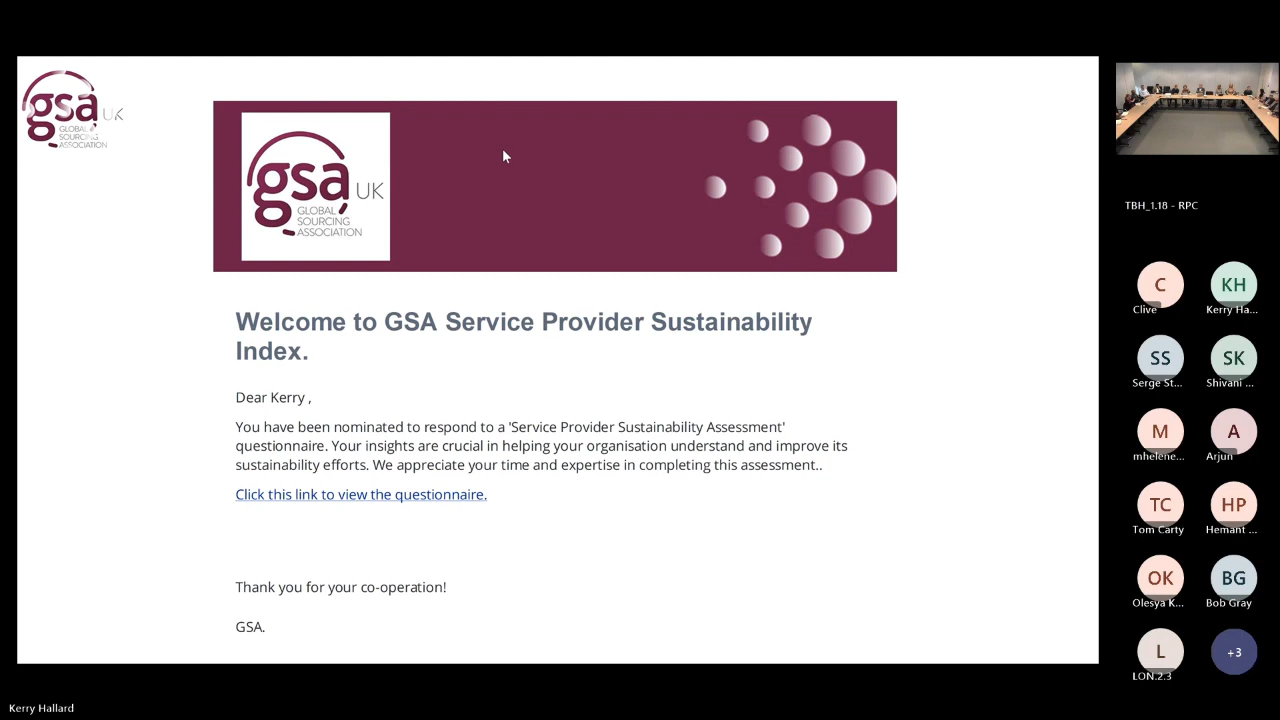 gsa UK
GLOBAL
SOURCING
ASSOCIATION
gsa UK
GLOBAL
SOURCING
ASSOCIATION
Welcome to GSA Service Provider Sustainability
Index.
Dear Kerry ,
You have been nominated to respond to a 'Service Provider Sustainability Assessment'
questionnaire. Your insights are crucial in helping your organisation understand and improve its
sustainability efforts. We appreciate your time and expertise in completing this assessment..
Click this link to view the questionnaire.
Thank you for your co-operation!
GSA.
TBH_1.18 - RPC
C
KH
Clive
Kerry Ha...
SS
SK
Serge St...
Shivani ...
M
A
mhelene...
Arjun
TC
HP
Tom Carty
Hemant ...
OK
BG
Olesya K...
Bob Gray
L
+3
LON.2.3
Kerry Hallard